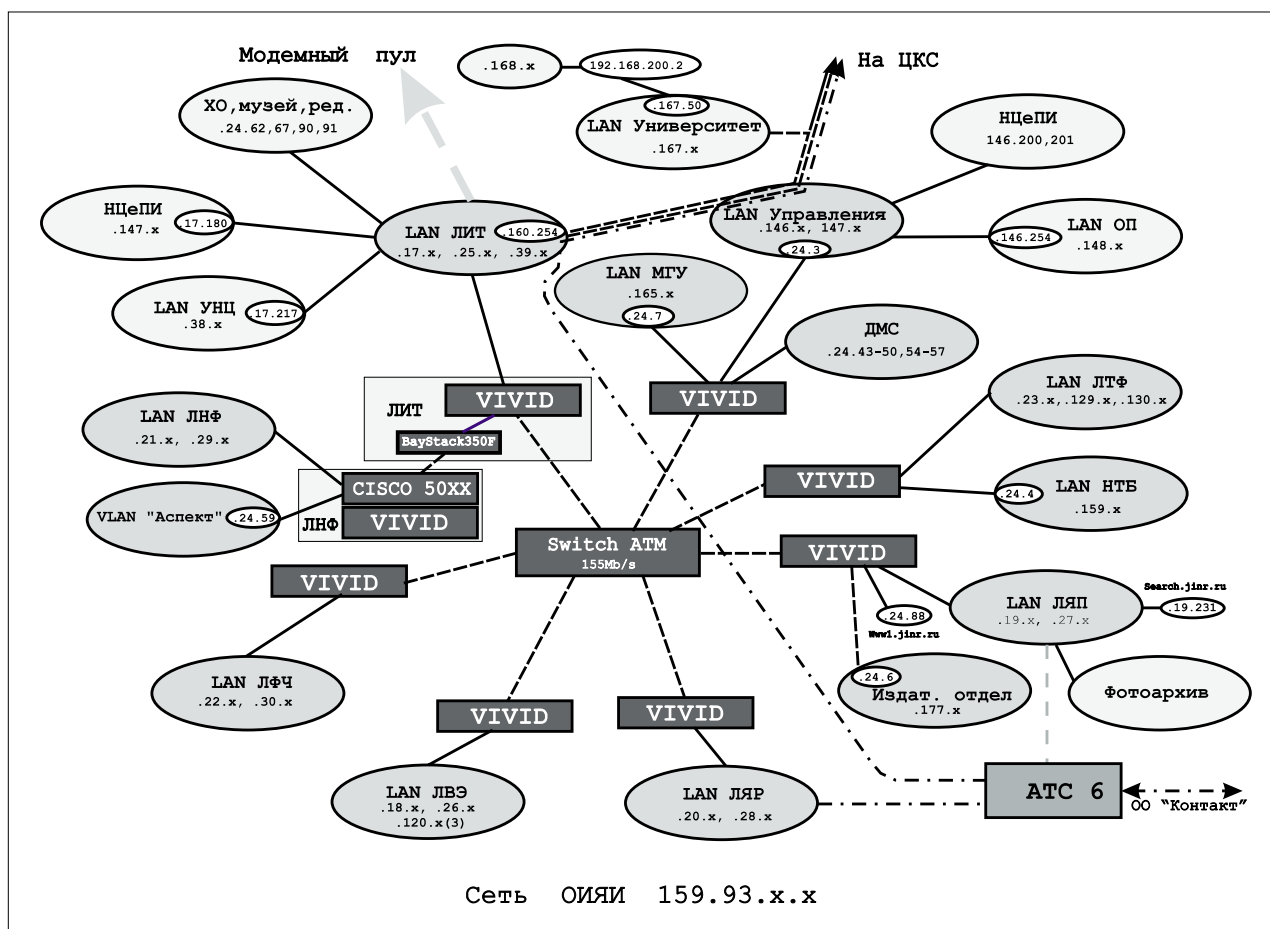 Модемный пул
На ЦКС
.168.x
192.168.200.2
ХО,музей,ред.
.24.62,67,90,91
.167.50
LAN Университет
.167.x
НЦеПИ
146.200,201
НЦеПИ
.147.x
.17.180
LAN ЛИТ
.160.254
.17.x, .25.x, .39.x
LAN Управления
.146.x, 147.x
.24.3
LAN ОП
.146.254
.148.x
LAN УНЦ
.38.x
.17.217
LAN МГУ
.165.x
.24.7
ДМС
.24.43-50,54-57
ЛИТ
VIVID
BayStack350F
VIVID
LAN ЛТФ
.23.x,.129.x,.130.x
LAN ЛНФ
.21.x, .29.x
CISCO 50XX
ЛНФ
VIVID
VLAN "Аспект"
.24.59
VIVID
LAN НТБ
.24.4
.159.x
Switch ATM
155Mb/s
VIVID
VIVID
LAN ЛЯП
.19.x, .27.x
Search.jinr.ru
.19.231
.24.88
Www1.jinr.ru
.24.6
Издат. отдел
.177.x
Фотоархив
LAN ЛФЧ
.22.x, .30.x
VIVID
VIVID
LAN ЛВЭ
.18.x, .26.x
.120.x(3)
LAN ЛЯР
.20.x, .28.x
АТС 6
ОО “Контакт”
Сеть ОИЯИ 159.93.x.x